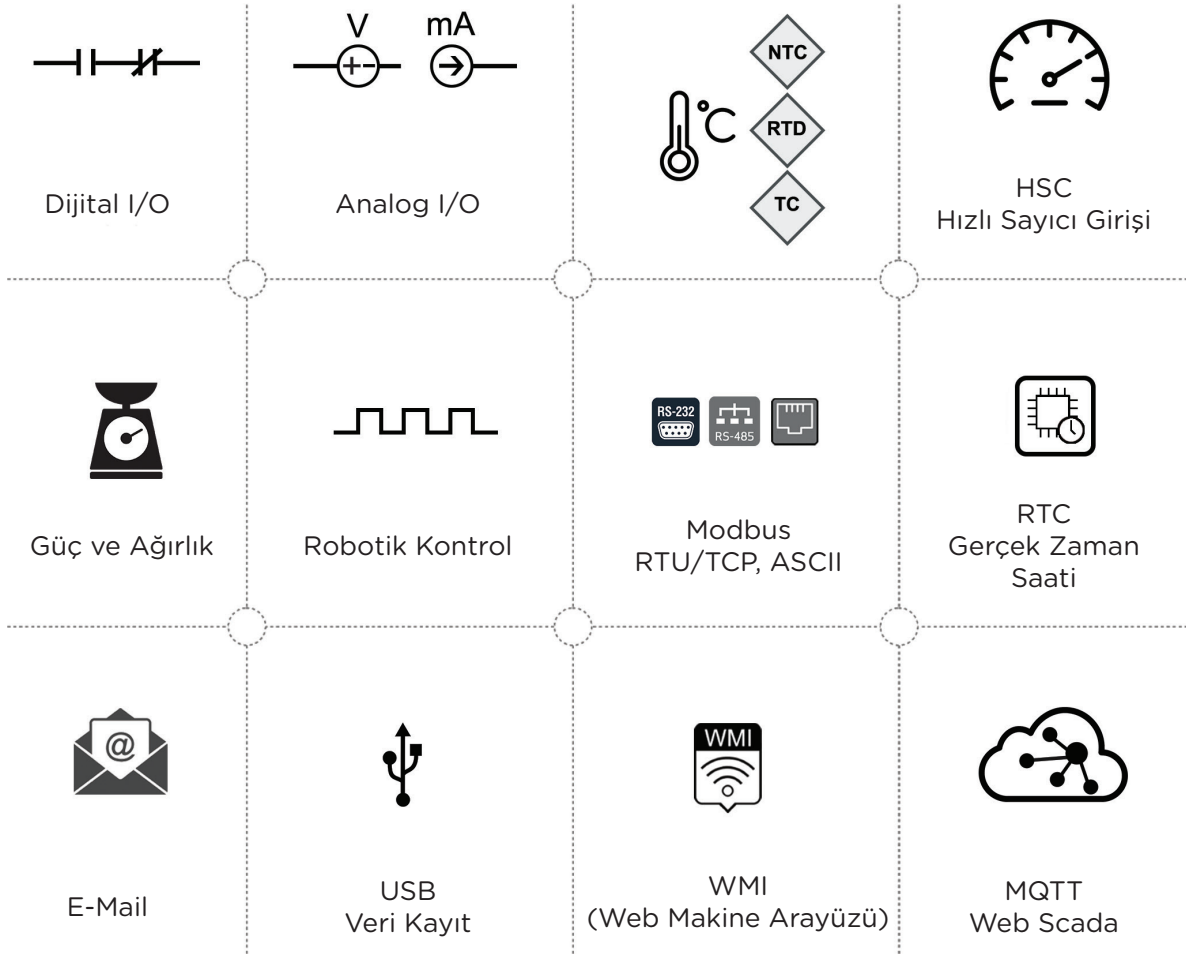 V
mA
NTC
°C
RTD
TC
Dijital I/O
Analog I/O
HSC
Hızlı Sayıcı Girişi
RS-232
RS-485
Güç ve Ağırlık
Robotik Kontrol
Modbus
RTU/TCP, ASCII
RTC
Gerçek Zaman
Saati
@
WMI
E-Mail
USB
Veri Kayıt
WMI
(Web Makine Arayüzü)
MQTT
Web Scada